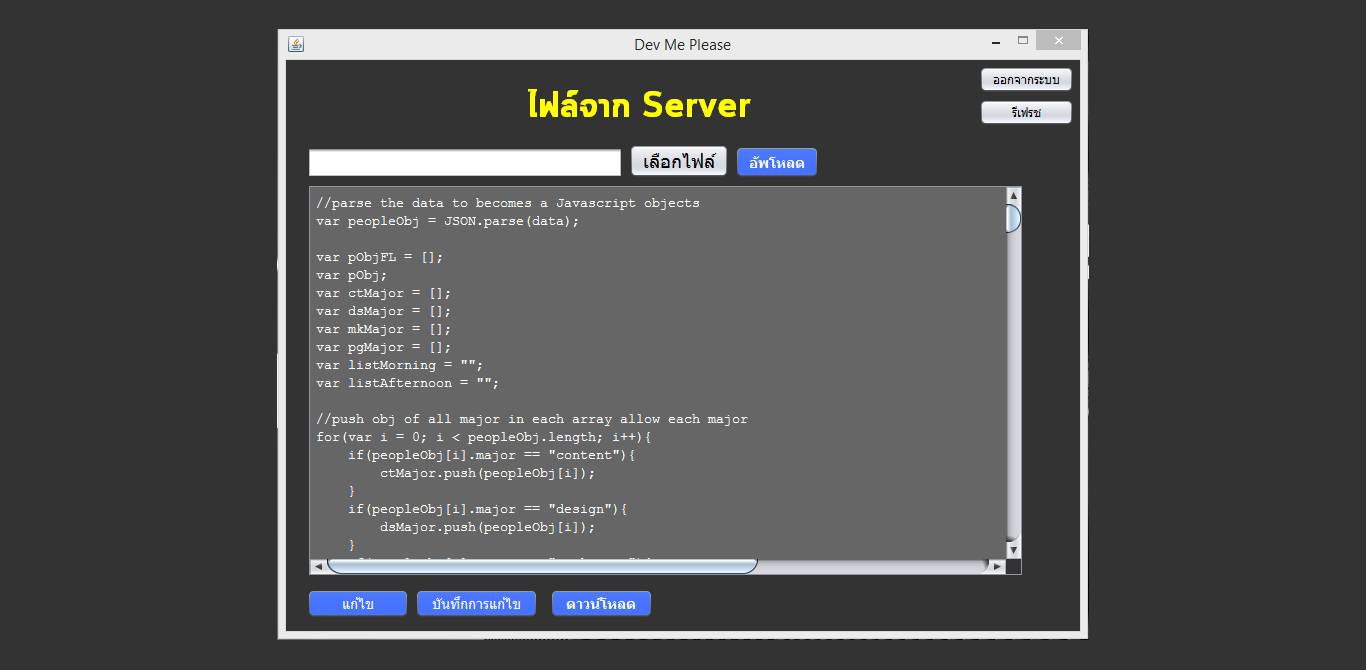 Dev Me Please
ออกจากระบบ
ไฟล์จาก Server
รีเฟรช
เลือกไฟล์
อัพโหลด
//parse the data to becomes a Javascript objects
var peopleObj = JSON.parse(data);
var pObjFL = [];
var pObj;
var ctMajor = [];
var dsMajor = [];
var mkMajor = [];
var pgMajor = [];
var listMorning = "";
var listAfternoon = "";
//push obj of all major in each array allow each major
for(var i = 0; i < peopleObj.length; i++){
if(peopleObj[i].major == "content"){
ctMajor.push(peopleObj[i]);
}
if(peopleObj[i].major == "design"){
dsMajor.push(peopleObj[i]);
}
แก้ไข
บันทึกการแก้ไข
ดาวน์โหลด